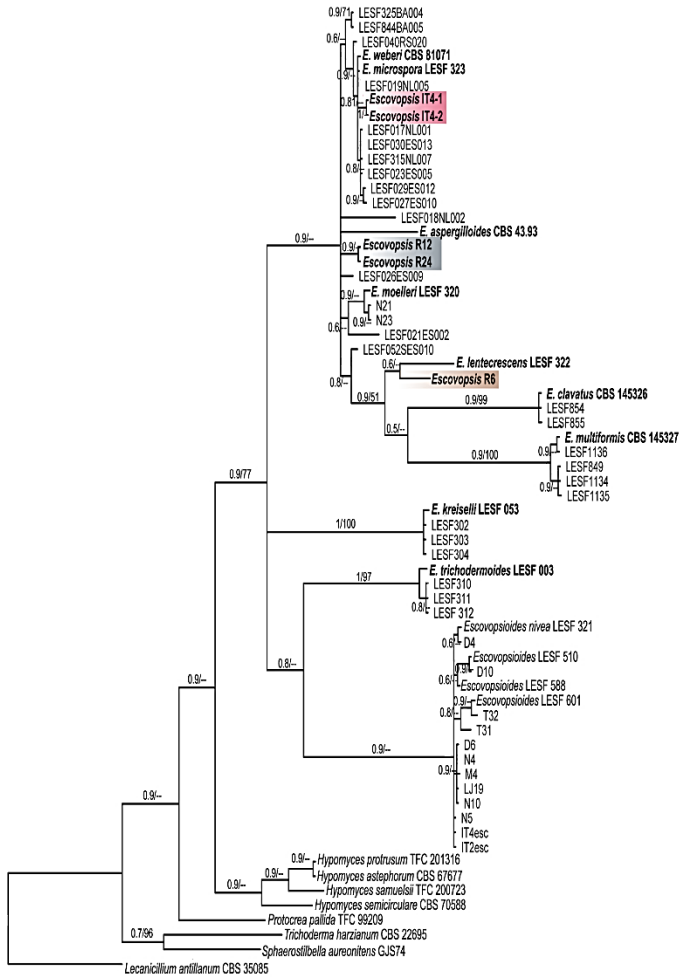 0.9/71
LESF325BA004
LESF844BA005
0.6/--
LESF040RS020
E. weberi CBS 81071
0.9/--
E. microspora LESF 323
LESF019NL005
0.81
Escovopsis IT4-1
1/
Escovopsis IT4-2
LESF017NL001
LESF030ES013
LESF315NL007
0.8/
LESF023ES005
LESF029ES012
0.9/--
LESF027ES010
LESF018NL002
E. aspergilloides CBS 43.93
0.9/--
0.9/--
Escovopsis R12
Escovopsis R24
LESF026ES009
0.9/--
E. moelleri LESF 320
N21
0.9/--
N23
0.6/
LESF021ES002
LESF052SES010
0.6/--
E. lentecrescens LESF 322
0.8/--
Escovopsis R6
0.9/51
0.9/99
E. clavatus CBS 145326
LESF854
LESF855
0.5/--
E. multiformis CBS 145327
0.9/
LESF1136
0.9/100
LESF849
0.9/
LESF1134
LESF1135
0.9/77
E. kreiselii LESF 053
1/100
LESF302
LESF303
LESF304
1/97
E. trichodermoides LESF 003
LESF310
LESF311
0.8/
LESF 312
Escovopsioides nivea LESF 321
0.6/
D4
0.8/--
Escovopsioides LESF 510
0.9/
D10
0.6/
Escovopsioides LESF 588
0.9/--
Escovopsioides LESF 601
0.8/
T32
T31
0.9/--
D6
N4
0.9/
M4
LJ19
N10
N5
IT4esc
IT2esc
0.9/--
0.9/--
0.9/--
Hypomyces protrusum TFC 201316
0.9/--
Hypomyces astephorum CBS 67677
0.9/--
Hypomyces samuelsii TFC 200723
Hypomyces semicirculare CBS 70588
Protocrea pallida TFC 99209
0.7/96
Trichoderma harzianum CBS 22695
Sphaerostilbella aureonitens GJS74
Lecanicillium antillanum CBS 35085